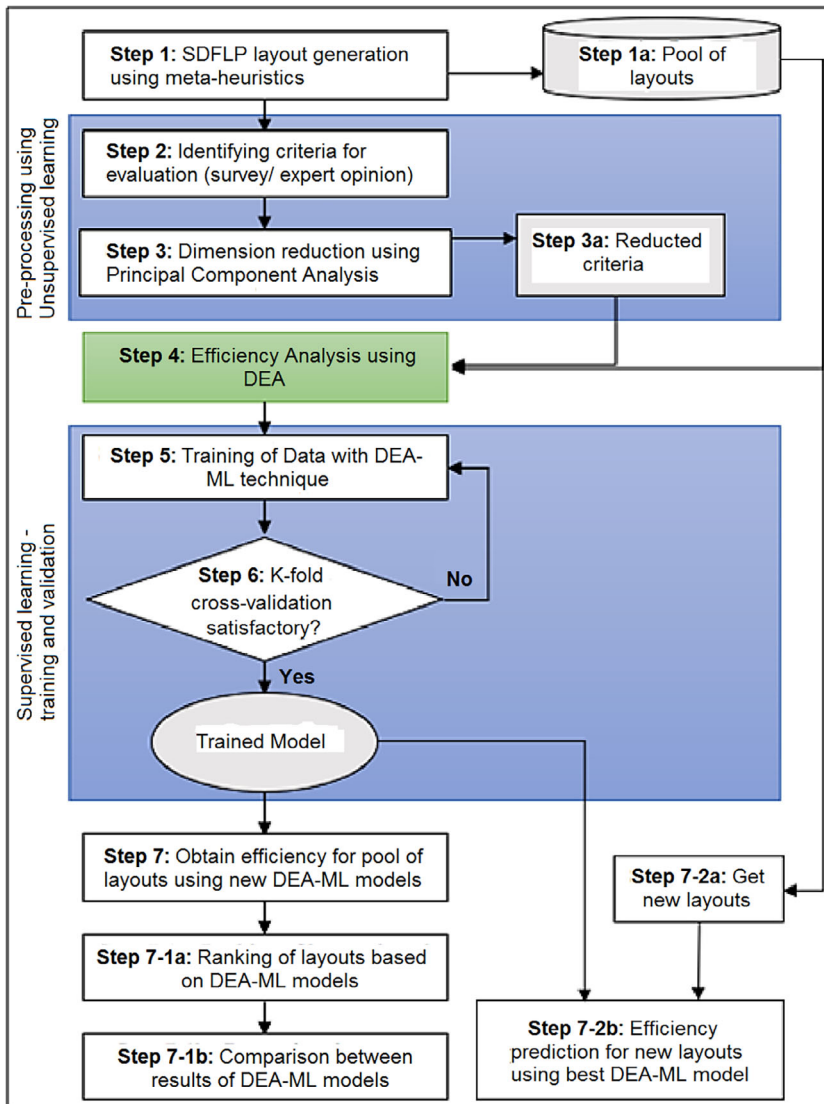 Step 1: SDFLP layout generation
using meta-heuristics
Step 1a: Pool of
layouts
Pre-processing using
Unsupervised learning
Step 2: Identifying criteria for
evaluation (survey/ expert opinion)
Step 3: Dimension reduction using
Principal Component Analysis
Step 3a: Reducted
criteria
Step 4: Efficiency Analysis using
DEA
Supervised learning -
training and validation
Step 5: Training of Data with DEA-
ML technique
Step 6: K-fold
cross-validation
satisfactory?
No
Yes
Trained Model
Step 7: Obtain efficiency for pool of
layouts using new DEA-ML models
Step 7-2a: Get
new layouts
Step 7-1a: Ranking of layouts based
on DEA-ML models
Step 7-1b: Comparison between
results of DEA-ML models
Step 7-2b: Efficiency
prediction for new layouts
using best DEA-ML model